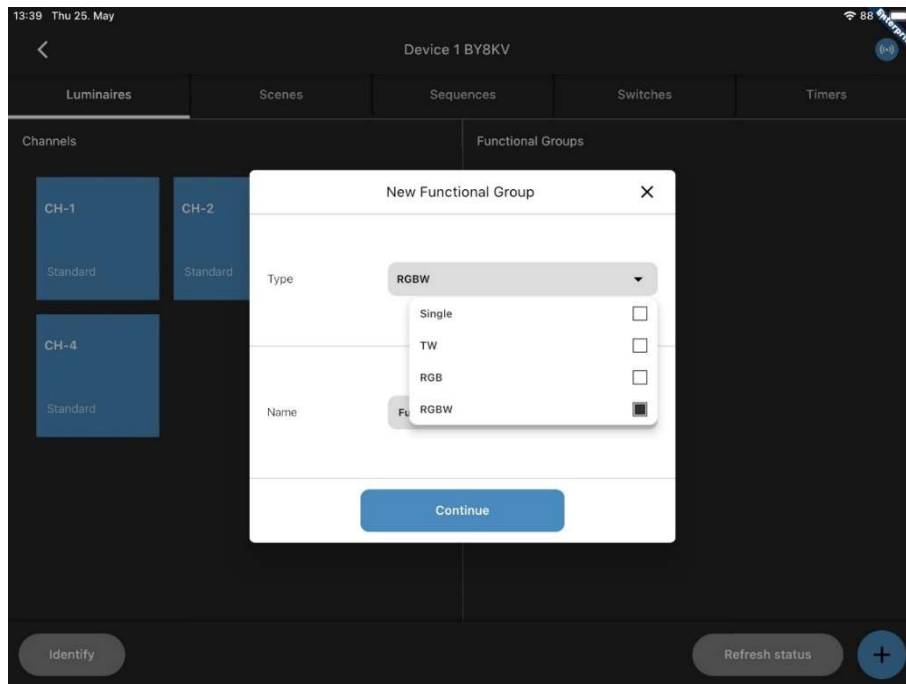 13:39 Thu 25. May
88
Enterpri
Device 1 BY8KV
Luminaires
Scenes
Sequences
Switches
Timers
Channels
Functional Groups
CH-1
Standard
CH-2
Standard
CH-4
Standard
New Functional Group
Type
RGBW
Single
TW
RGB
RGBW
Name
Fu
Continue
Identify
Refresh status